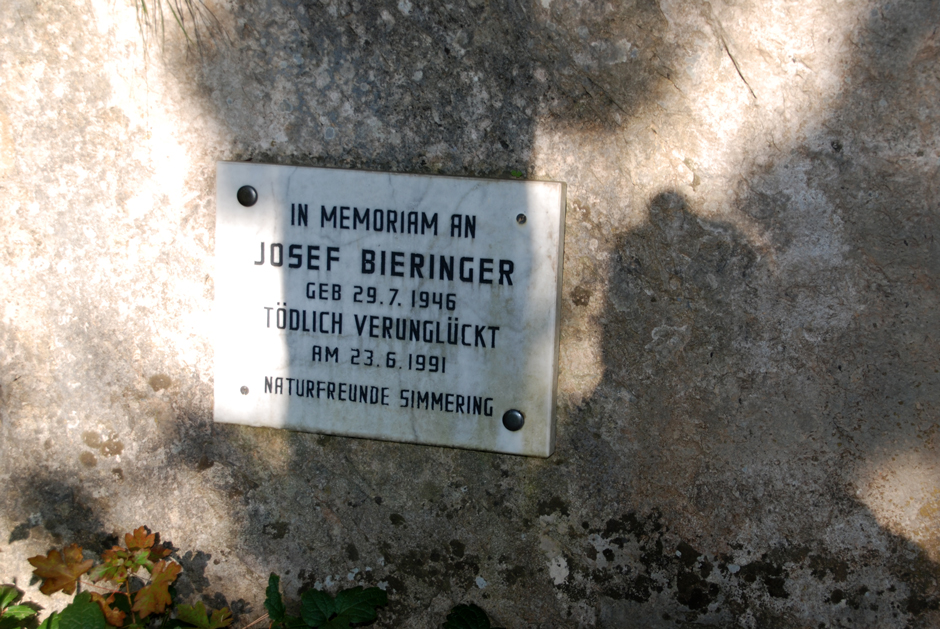 IN MEMORIAM AN
JOSEF BIERINGER
GEB 29.7.1946
TÖDLICH VERUNGLÜCKT
AM 23.6.1991
NATURFREUNDE SIMMERING